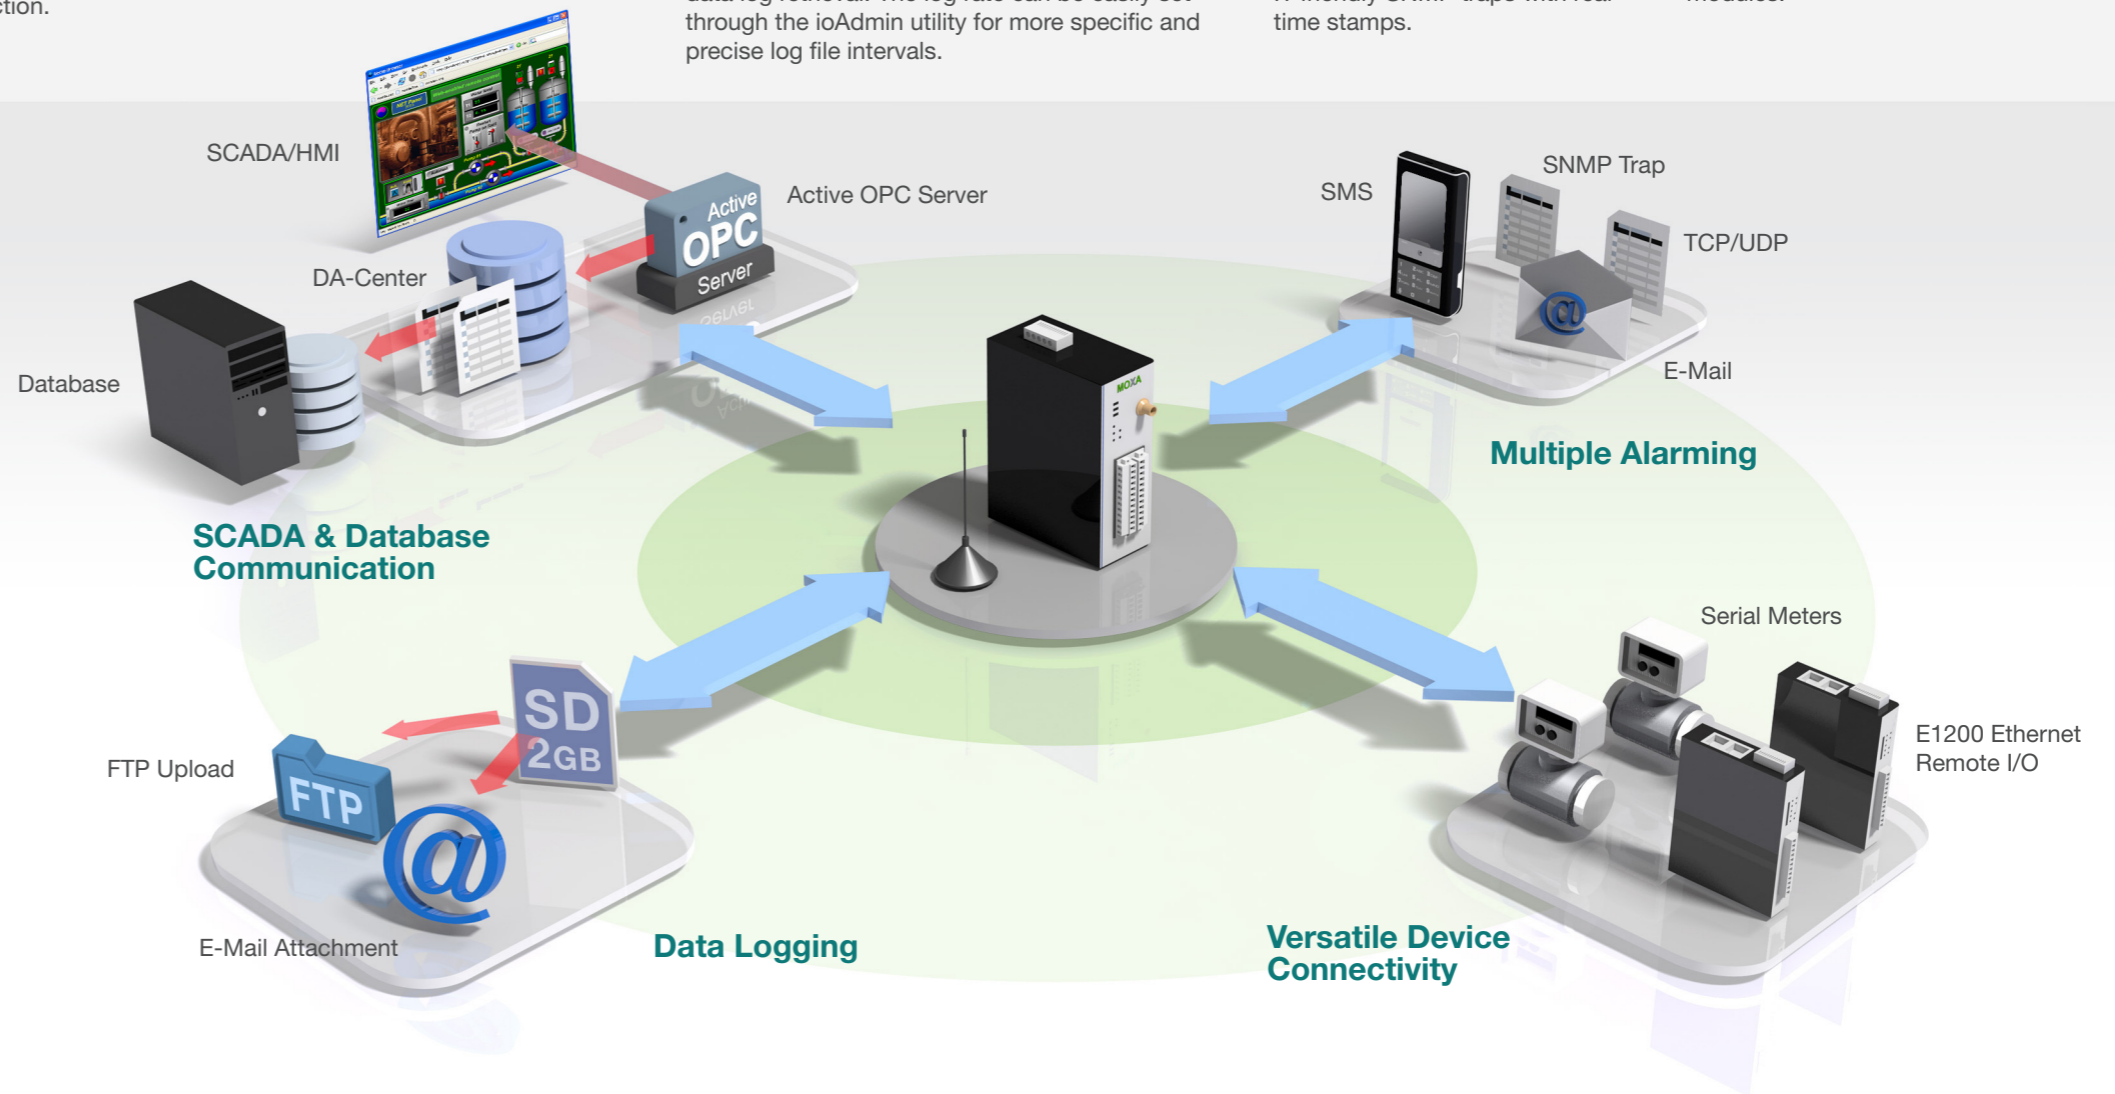 ction.
through the ioAdmin utility for more specific and
precise log file intervals.
time stamps.
modules.
SCADA/HMI
Active OPC Server
Active
OPC
Server
DA-Center
Database
SCADA & Database
Communication
SMS
SNMP Trap
TCP/UDP
@
E-Mail
Multiple Alarming
MOXA
SD
2GB
FTP Upload
FTP
@
E-Mail Attachment
Data Logging
Serial Meters
E1200 Ethernet
Remote I/O
Versatile Device
Connectivity